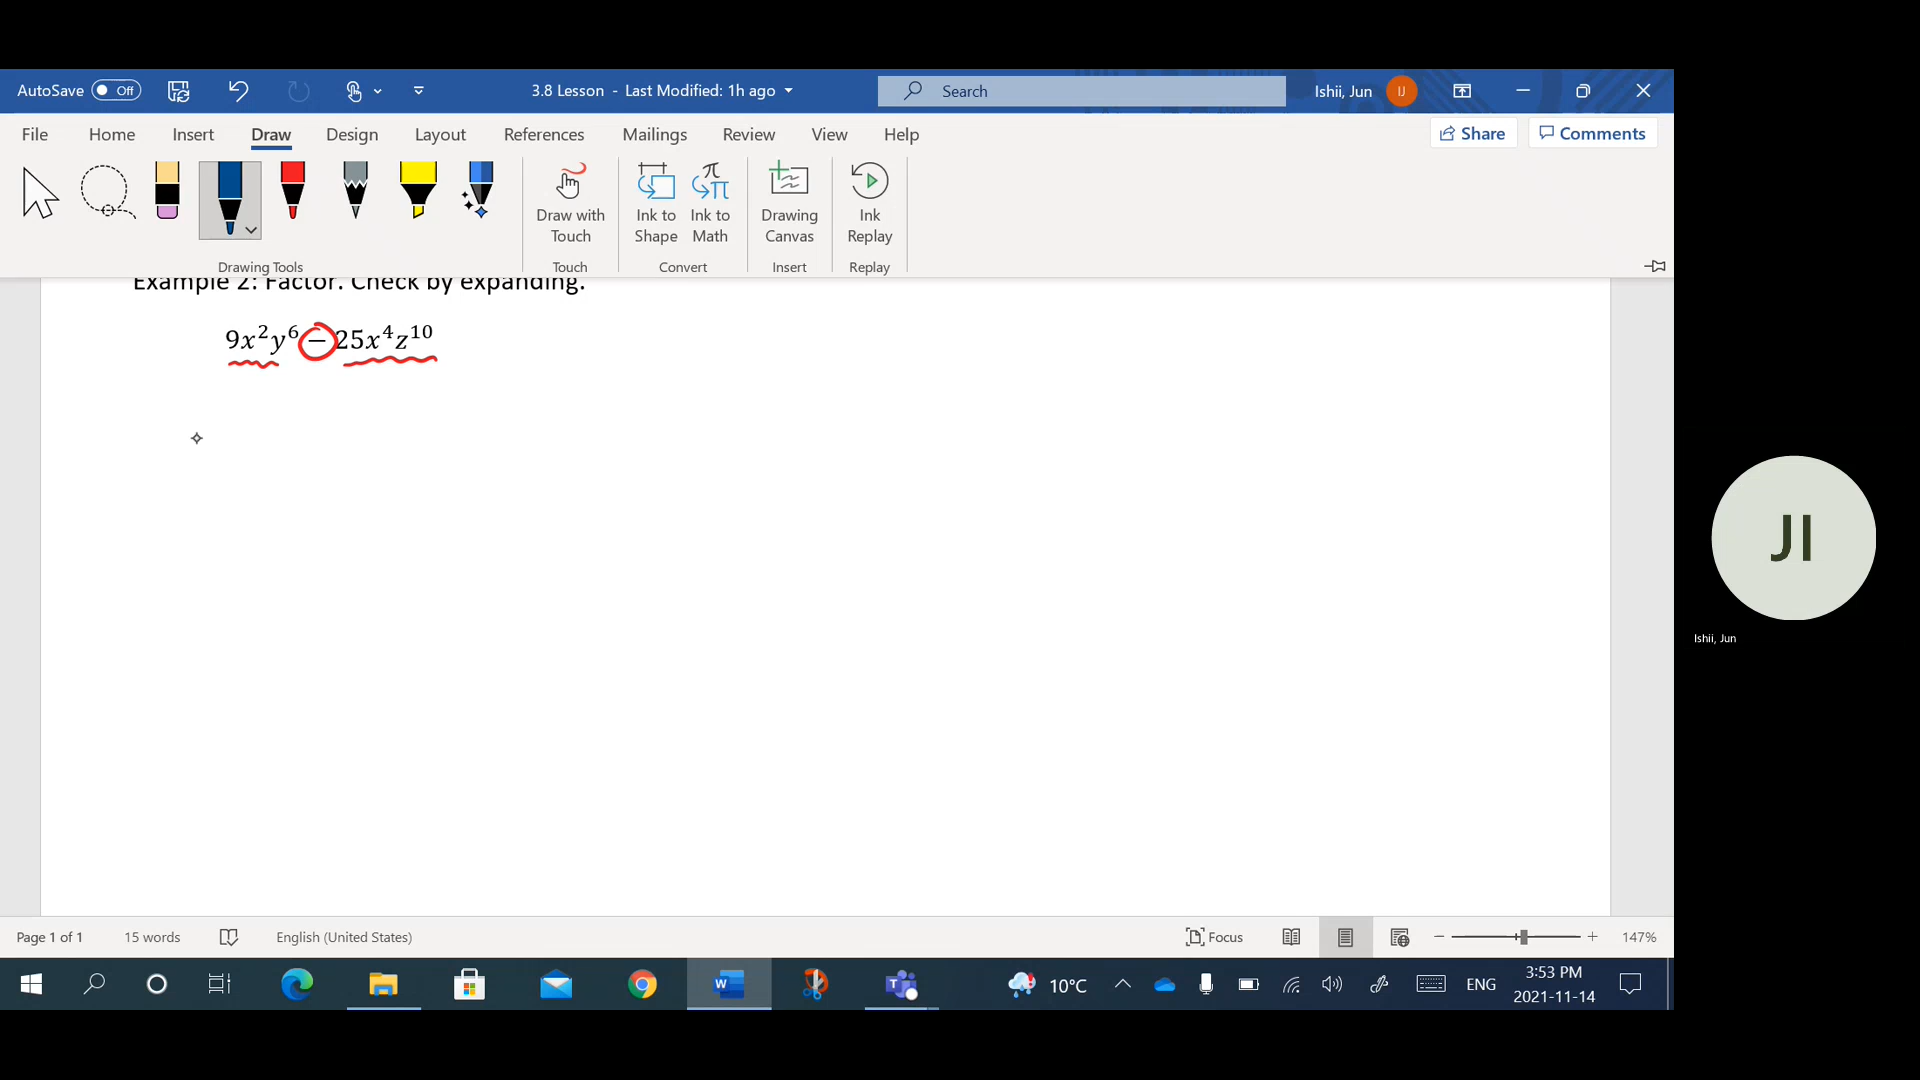 AutoSave Off 3.8 Lesson - Last Modified: 1h ago Search Ishii, Jun IJ
File Home Insert Draw Design Layout References Mailings Review View Help Share Comments
Draw with Touch Ink to Shape Ink to Math Drawing Canvas Ink Replay
Drawing Tools Touch Convert Insert Replay
Example 2: Factor. Check by expanding.
9x²y⁶ − 25x⁴z¹⁰
JI
Ishii, Jun
Page 1 of 1 15 words English (United States) Focus 147%
W T 10°C ENG 3:53 PM
2021-11-14